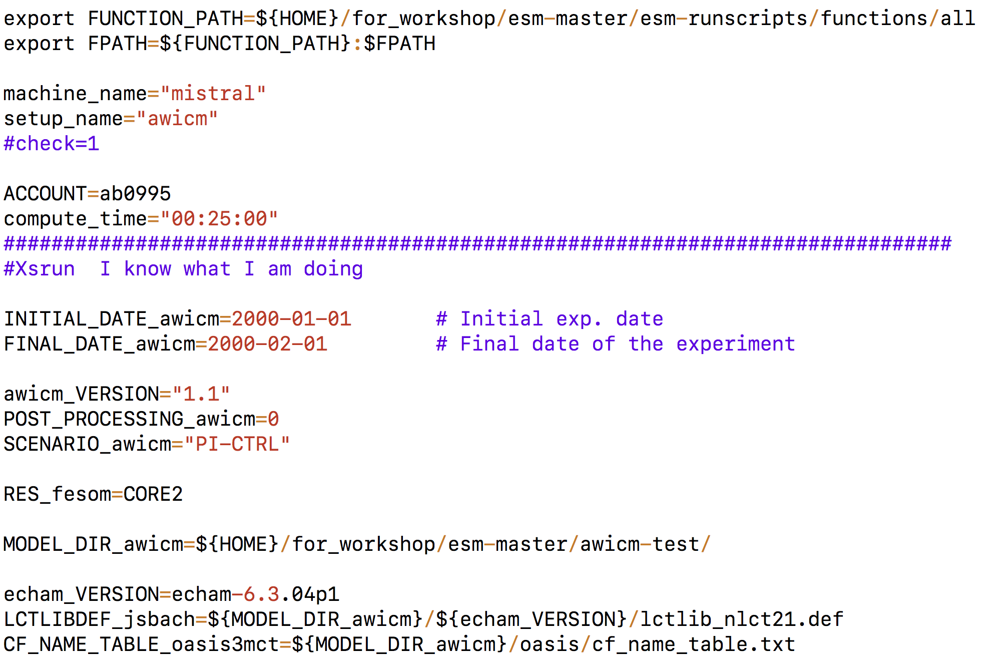 export FUNCTION_PATH=${HOME}/for_workshop/esm-master/esm-runscripts/functions/all
export FPATH=${FUNCTION_PATH}:$FPATH
machine_name="mistral"
setup_name="awicm"
#check=1
ACCOUNT=ab0995
compute_time="00:25:00"
###############################################################################
#Xsrun  I know what I am doing
INITIAL_DATE_awicm=2000-01-01       # Initial exp. date
FINAL_DATE_awicm=2000-02-01         # Final date of the experiment
awicm_VERSION="1.1"
POST_PROCESSING_awicm=0
SCENARIO_awicm="PI-CTRL"
RES_fesom=CORE2
MODEL_DIR_awicm=${HOME}/for_workshop/esm-master/awicm-test/
echam_VERSION=echam-6.3.04p1
LCTLIBDEF_jsbach=${MODEL_DIR_awicm}/${echam_VERSION}/lctlib_nlct21.def
CF_NAME_TABLE_oasis3mct=${MODEL_DIR_awicm}/oasis/cf_name_table.txt